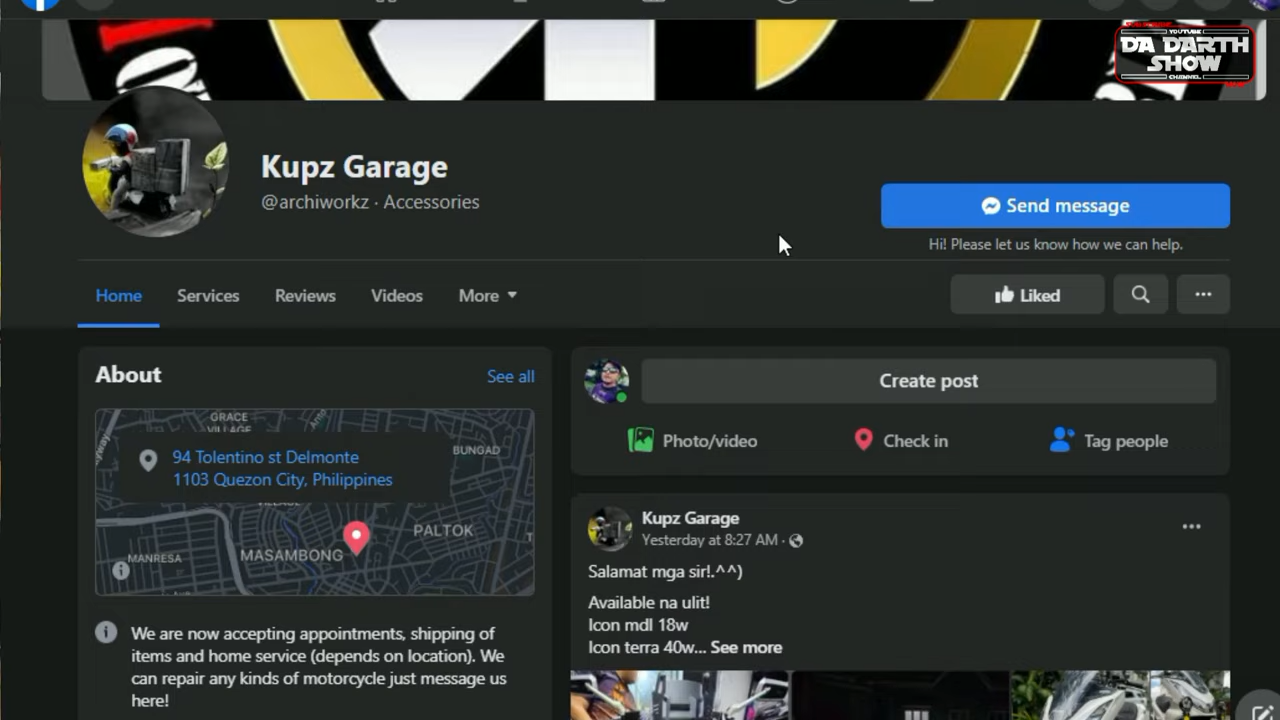 YOUTUBE
DA DARTH
SHOW
CHANNEL
Kupz Garage
@archiworkz · Accessories
Send message
Hi! Please let us know how we can help.
Home
Services
Reviews
Videos
More
Liked
About
See all
GRACE
VILLAGE
BUNGAD
94 Tolentino st Delmonte
1103 Quezon City, Philippines
VILLAGE
PALTOK
MASAMBONG
MANRESA
We are now accepting appointments, shipping of
items and home service (depends on location). We
can repair any kinds of motorcycle just message us
here!
Create post
Photo/video
Check in
Tag people
Kupz Garage
Yesterday at 8:27 AM ·
Salamat mga sir!.^^)
Available na ulit!
Icon mdl 18w
Icon terra 40w... See more